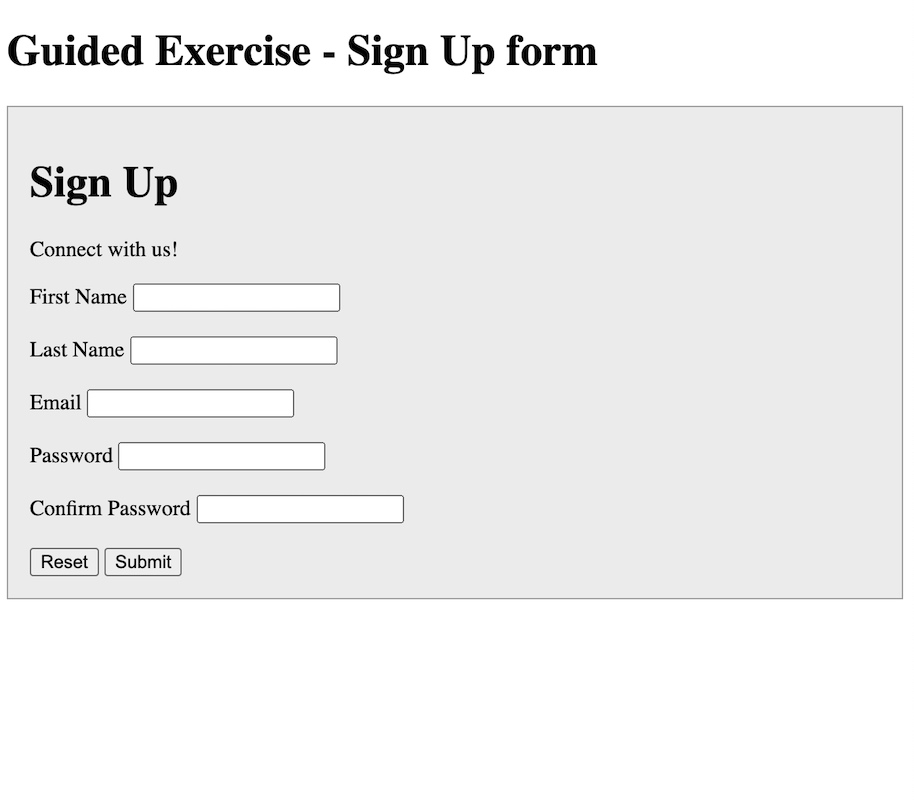 Guided Exercise - Sign Up form
Sign Up
Connect with us!
First Name
Last Name
Email
Password
Confirm Password
Reset Submit